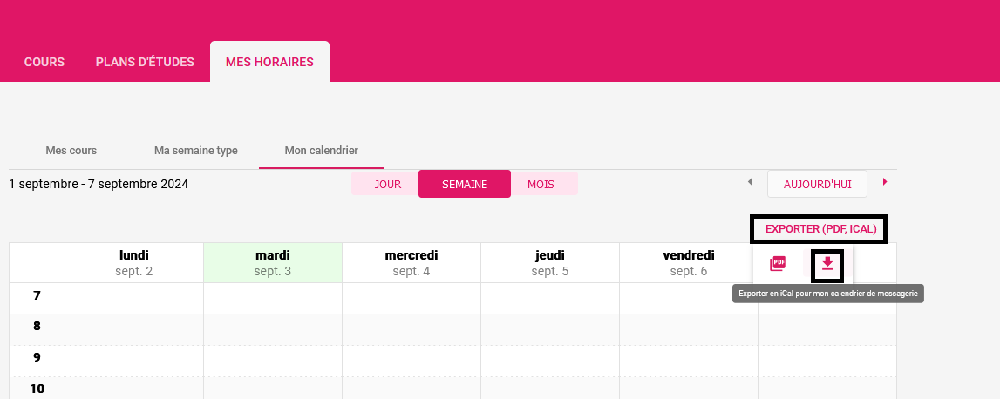 COURS PLANS D'ÉTUDES MES HORAIRES
Mes cours Ma semaine type Mon calendrier
1 septembre - 7 septembre 2024 JOUR SEMAINE MOIS AUJOURD'HUI
EXPORTER (PDF, ICAL)
lundi mardi mercredi jeudi vendredi
sept. 2 sept. 3 sept. 4 sept. 5 sept. 6
PDF
Exporter en iCal pour mon calendrier de messagerie
7
8
9
10